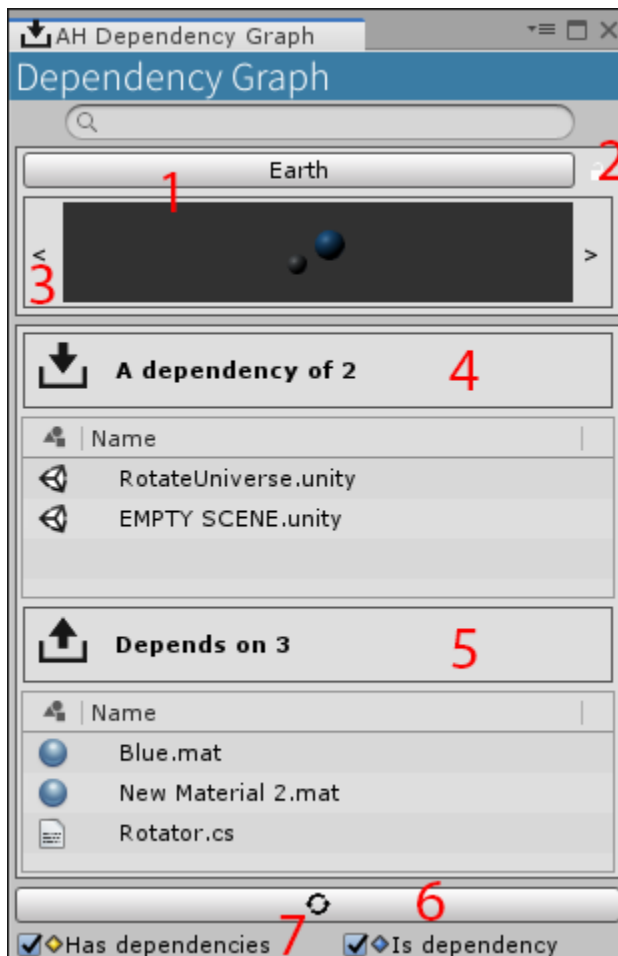 AH Dependency Graph
Dependency Graph
Earth
1
2
<
>
3
A dependency of 2
4
Name
RotateUniverse.unity
EMPTY SCENE.unity
Depends on 3
5
Name
Blue.mat
New Material 2.mat
Rotator.cs
6
7
Has dependencies
Is dependency